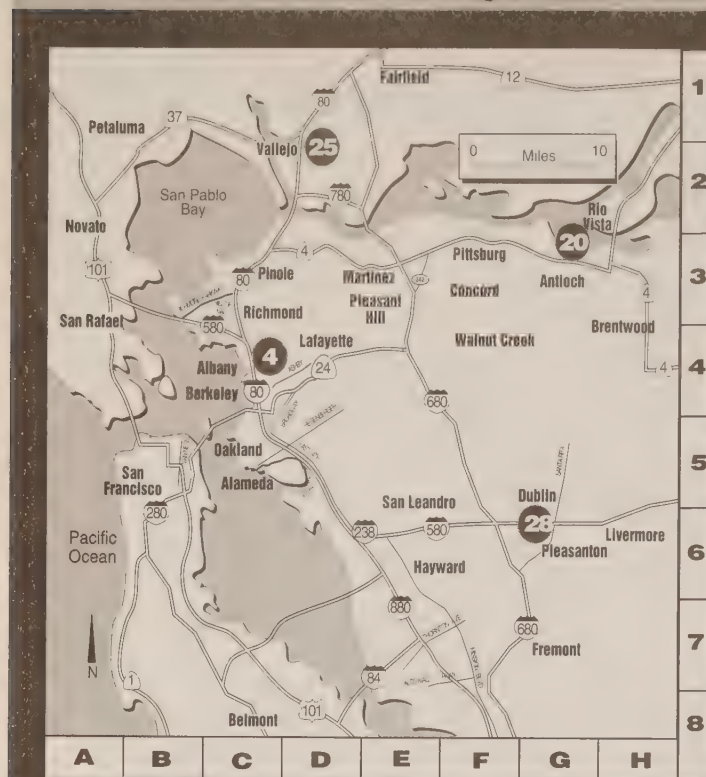 Fairfield
12
1
80
37
Petaluma
Vallejo
25
0 Miles 10
2
780
San Pablo
Bay
Rio
Vista
Novato
20
Pittsburg
101
4
80
Pinole
Martinez
Antioch
3
Concord
Pleasant
Hill
Richmond
4
San Rafael
580
Brentwood
Lafayette
Walnut Creek
4
Albany
24
4
4
Berkeley
80
680
Oakland
5
San
Francisco
Alameda
San Leandro
Dublin
280
238
580
28
Livermore
Pacific
Ocean
Pleasanton
6
Hayward
880
680
7
N
Fremont
1
84
101
Belmont
8
A B C D E F G H